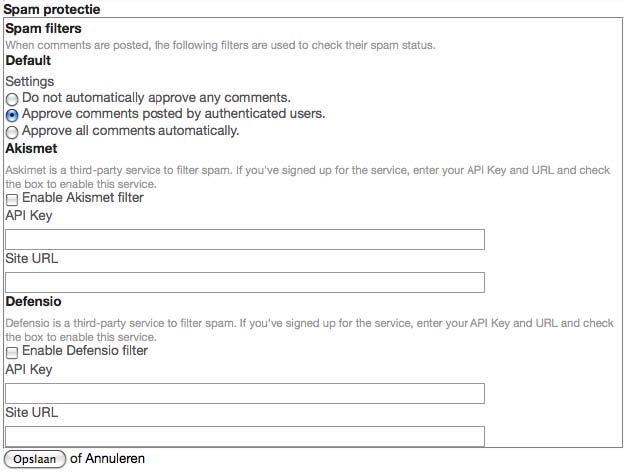 Spam protectie
Spam filters
When comments are posted, the following filters are used to check their spam status.
Default
Settings
Do not automatically approve any comments.
Approve comments posted by authenticated users.
Approve all comments automatically.
Akismet
Askimet is a third-party service to filter spam. If you've signed up for the service, enter your API Key and URL and check
the box to enable this service.
Enable Akismet filter
API Key
Site URL
Defensio
Defensio is a third-party service to filter spam. If you've signed up for the service, enter your API Key and URL and check
the box to enable this service.
Enable Defensio filter
API Key
Site URL
Opslaan of Annuleren